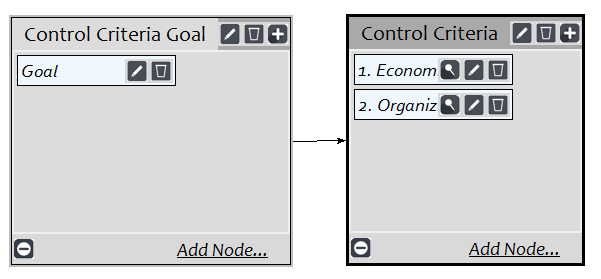 Control Criteria Goal
Goal
Add Node...
Control Criteria
1. Econom
2. Organiz
Add Node...